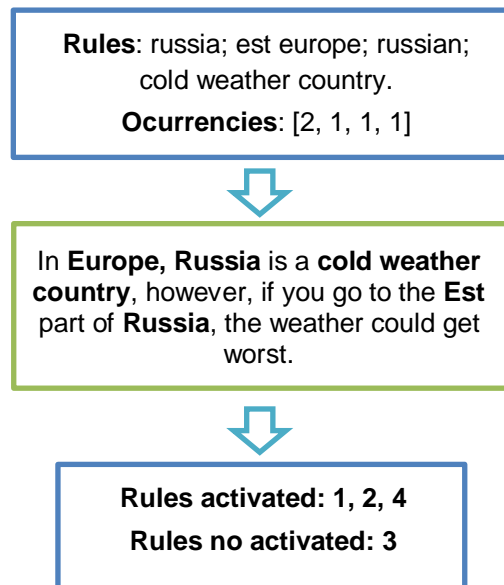 Rules: russia; est europe; russian;
cold weather country.
Ocurrencies: [2, 1, 1, 1]
In Europe, Russia is a cold weather
country, however, if you go to the Est
part of Russia, the weather could get
worst.
Rules activated: 1, 2, 4
Rules no activated: 3